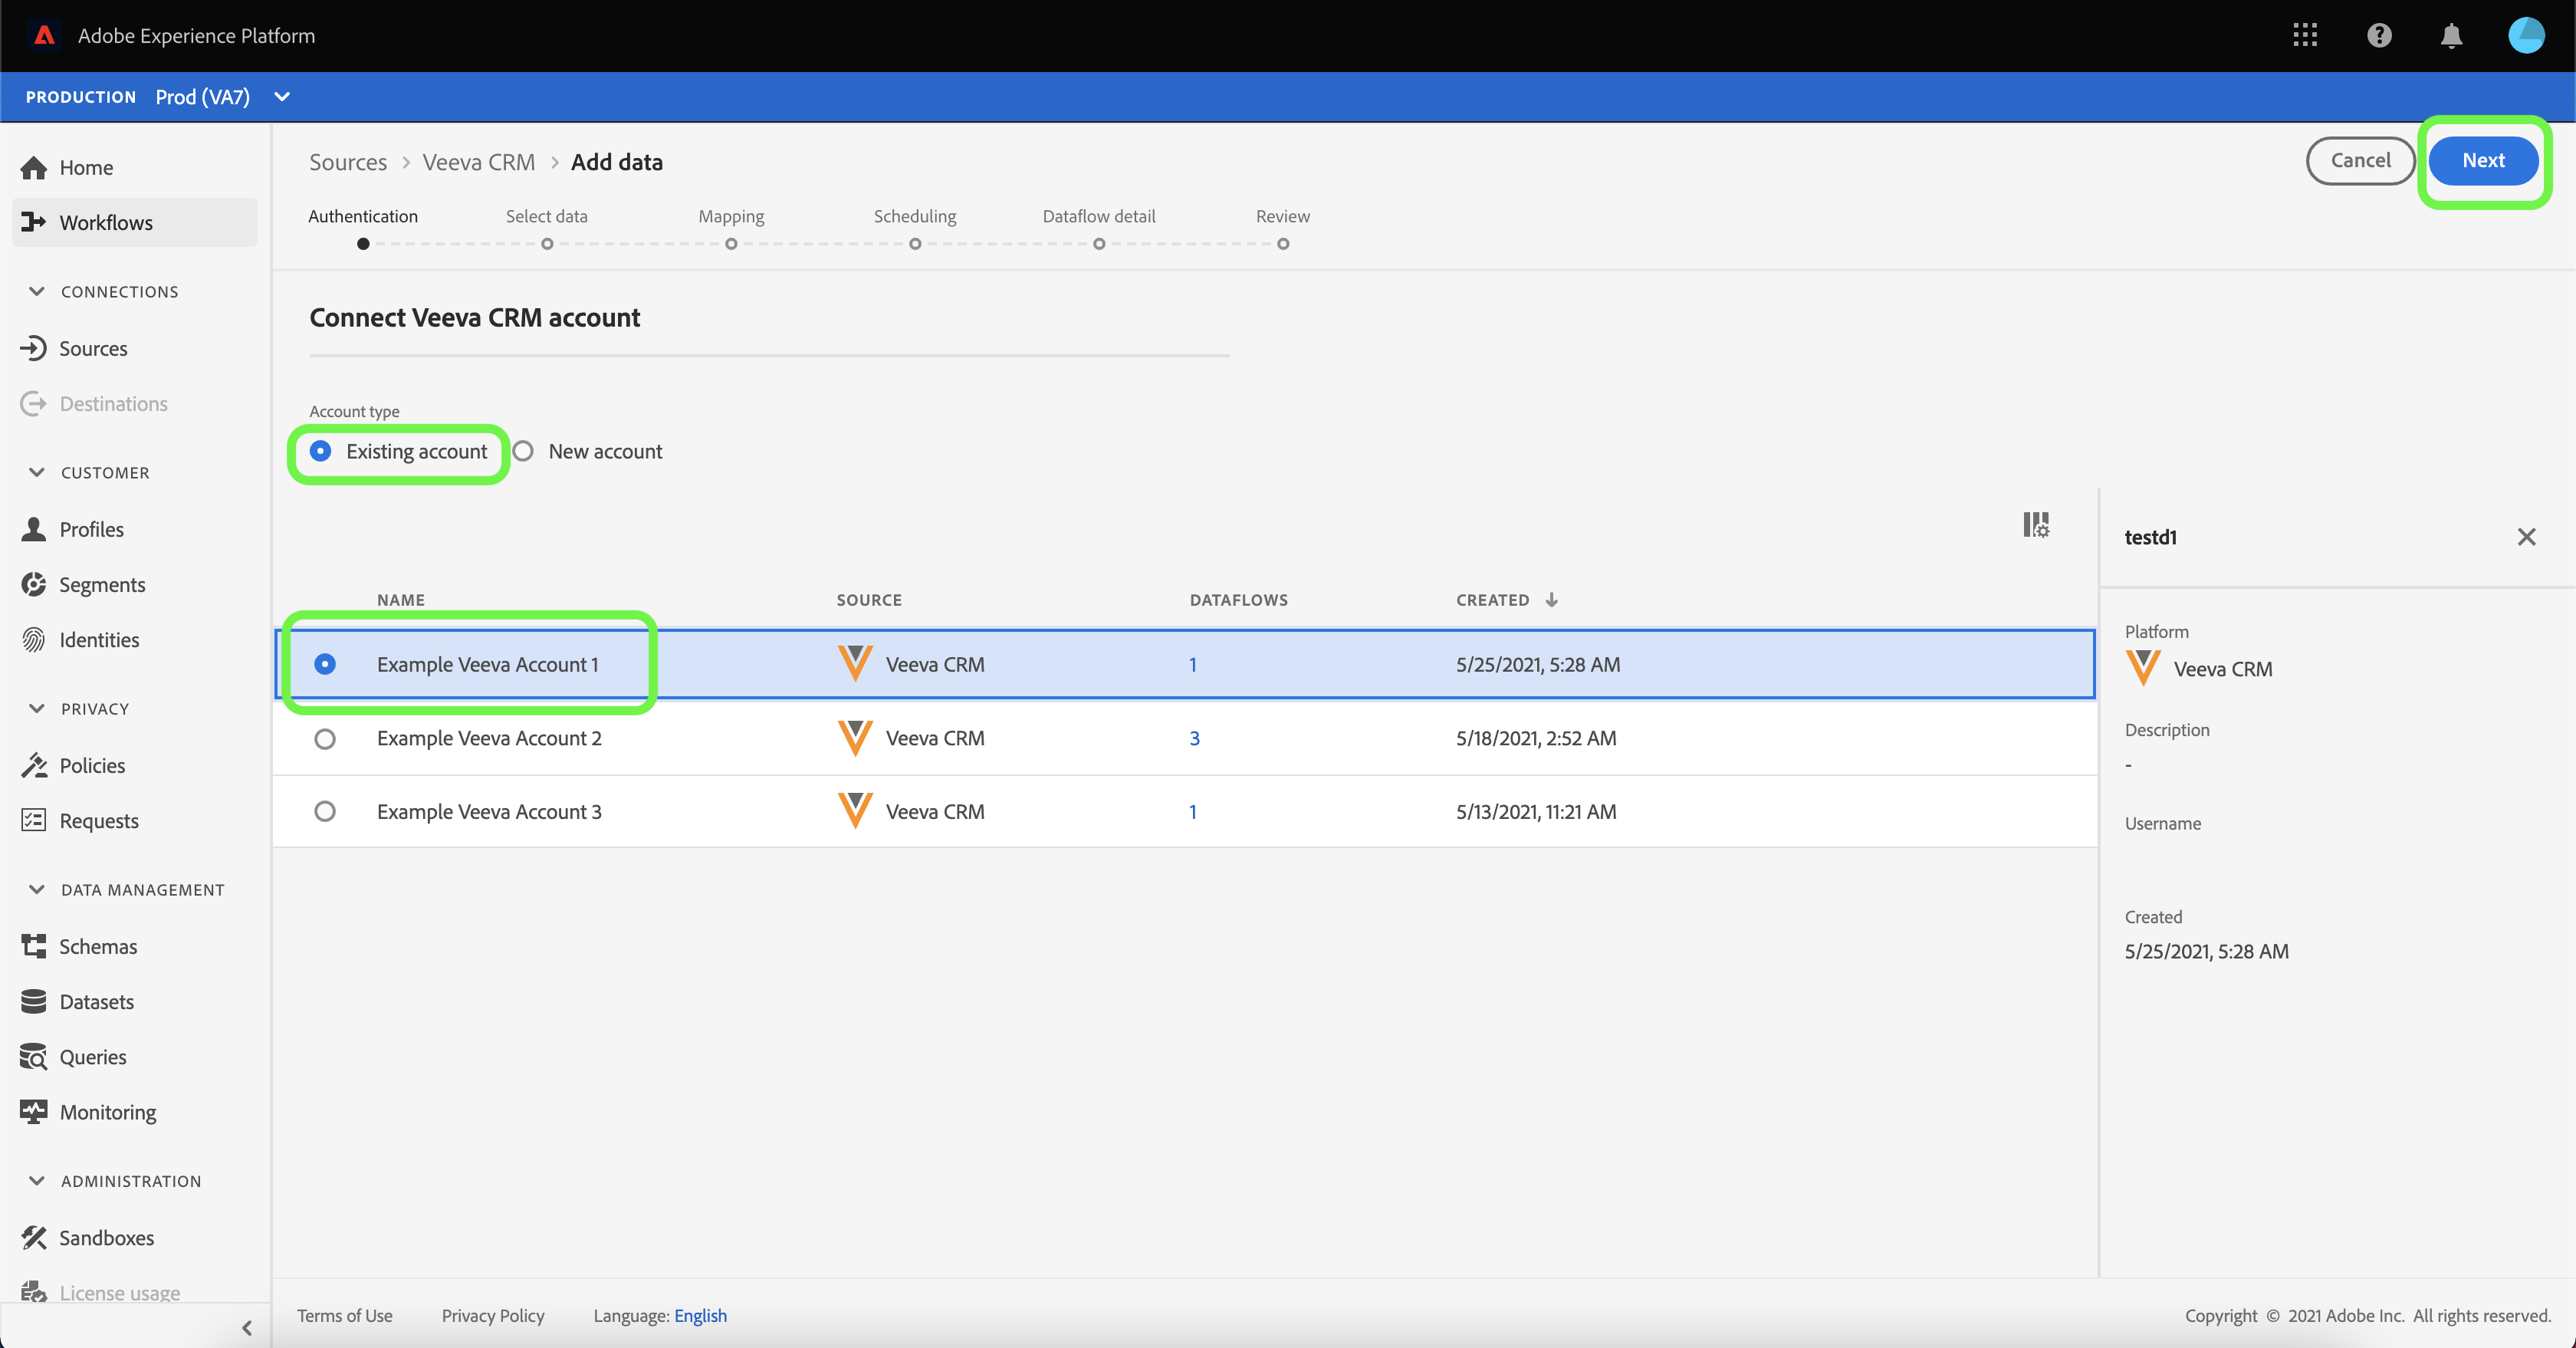 Adobe Experience Platform
PRODUCTION Prod (VA7)
Home
Workflows
CONNECTIONS
Sources
Destinations
CUSTOMER
Profiles
Segments
Identities
PRIVACY
Policies
Requests
DATA MANAGEMENT
Schemas
Datasets
Queries
Monitoring
ADMINISTRATION
Sandboxes
License usage
Sources > Veeva CRM > Add data
Cancel Next
Authentication Select data Mapping Scheduling Dataflow detail Review
Connect Veeva CRM account
Account type
Existing account New account
NAME SOURCE DATAFLOWS CREATED
Example Veeva Account 1 Veeva CRM 1 5/25/2021, 5:28 AM
Example Veeva Account 2 Veeva CRM 3 5/18/2021, 2:52 AM
Example Veeva Account 3 Veeva CRM 1 5/13/2021, 11:21 AM
testd1
Platform
Veeva CRM
Description
-
Username
Created
5/25/2021, 5:28 AM
Terms of Use Privacy Policy Language: English
Copyright © 2021 Adobe Inc. All rights reserved.